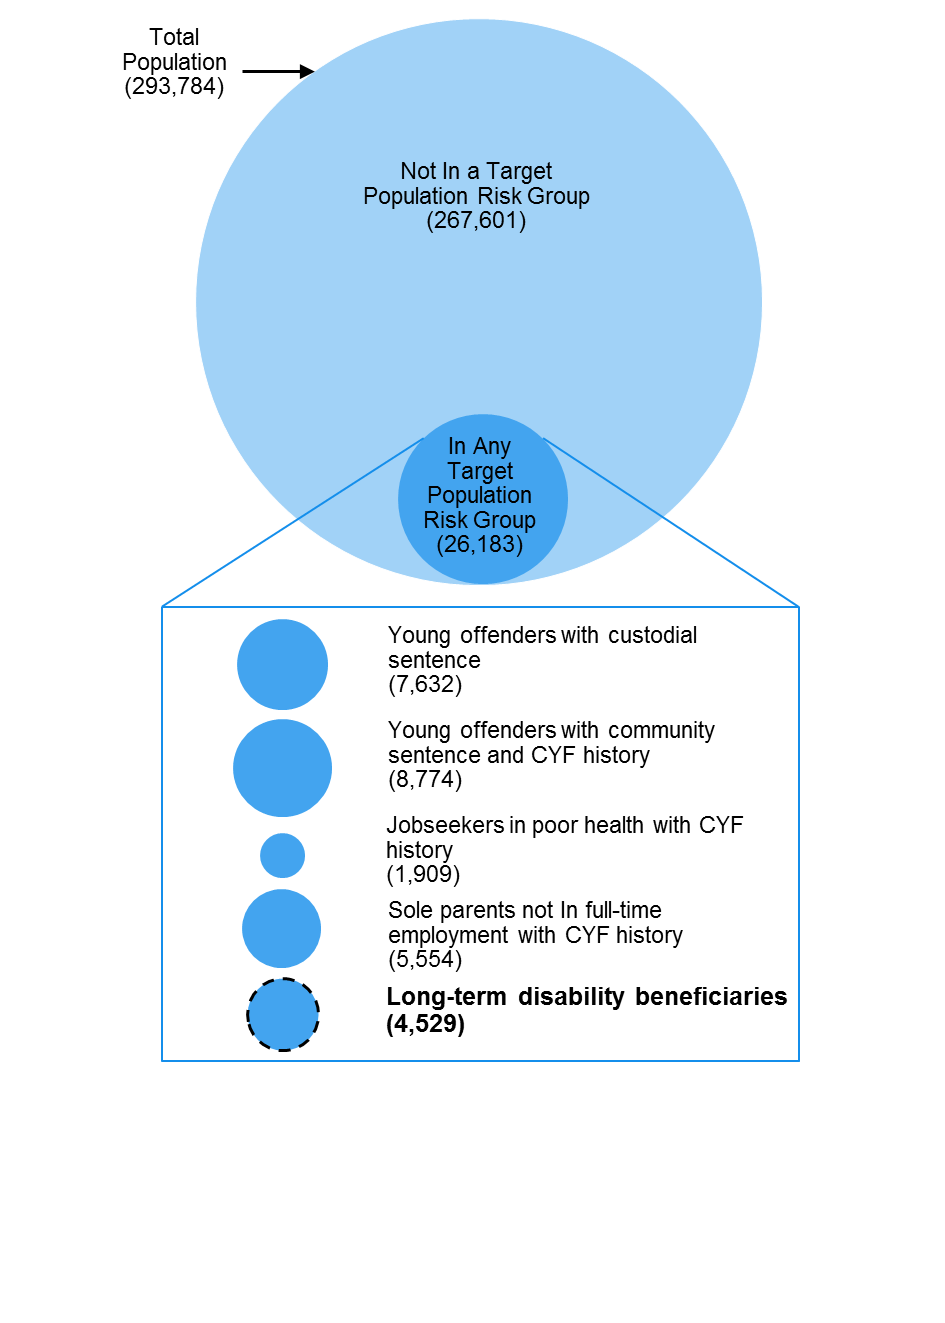 Total
Population
(293,784)
Not In a Target
Population Risk Group
(267,601)
In Any
Target
Population
Risk Group
(26,183)
Young offenders with custodial
sentence
(7,632)
Young offenders with community
sentence and CYF history
(8,774)
Jobseekers in poor health with CYF
history
(1,909)
Sole parents not In full-time
employment with CYF history
(5,554)
Long-term disability beneficiaries
(4,529)